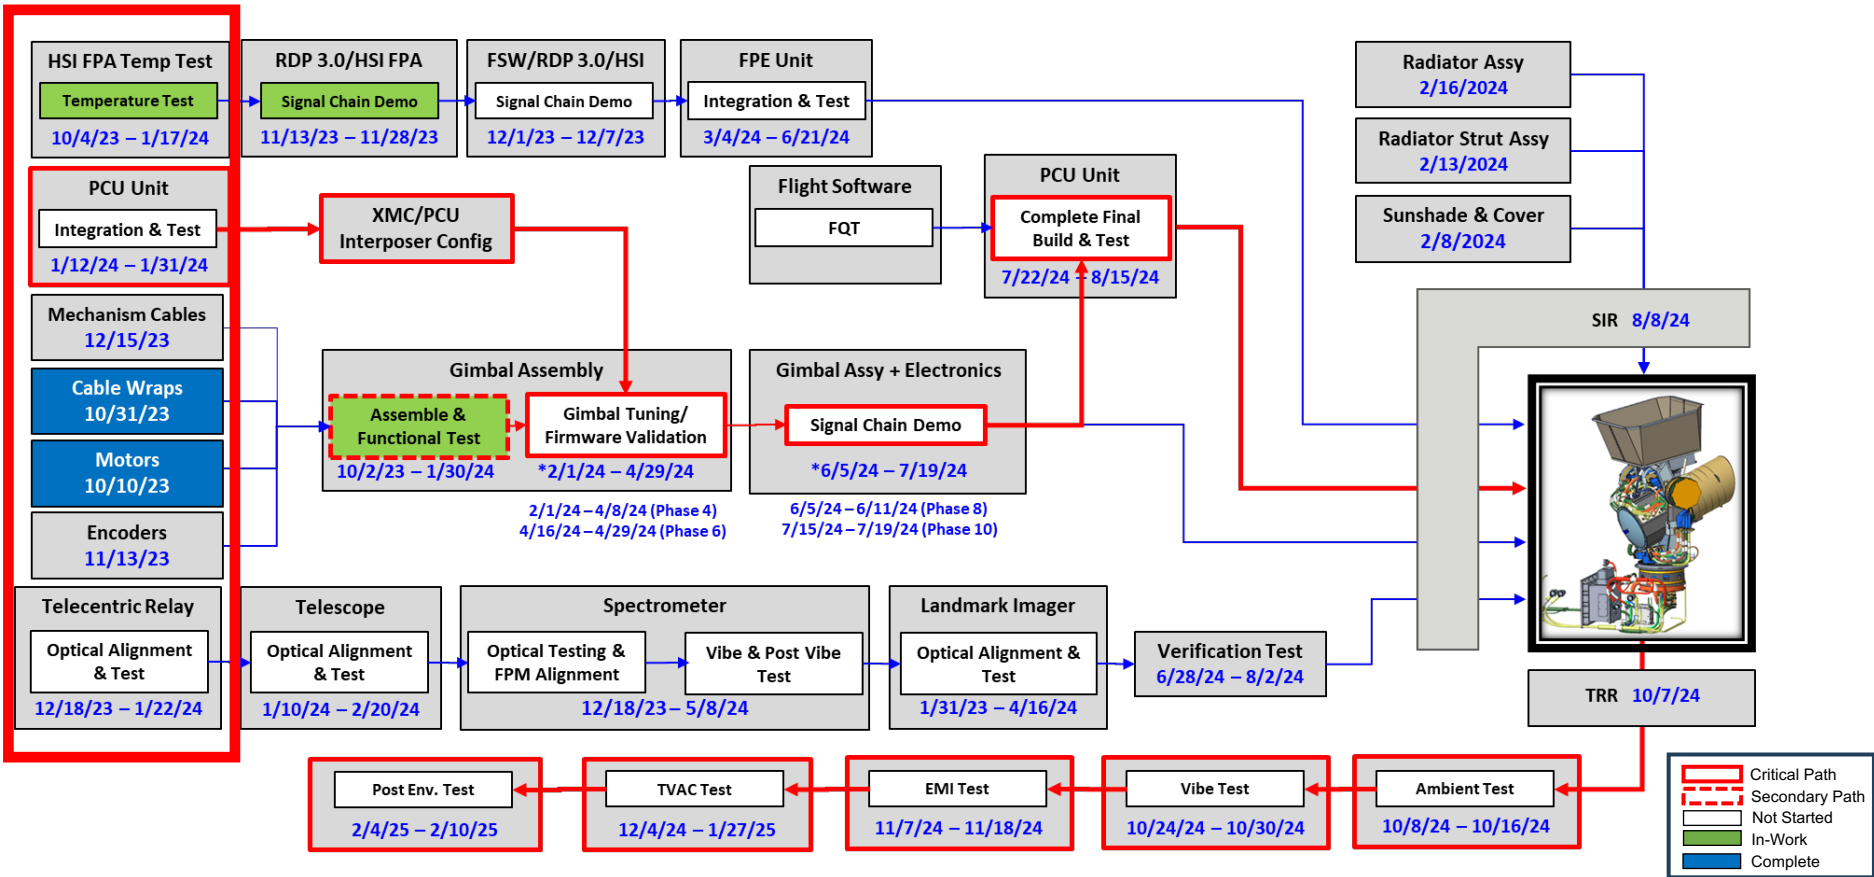 HSI FPA Temp Test
Temperature Test
10/4/23 – 1/17/24
RDP 3.0/HSI FPA
Signal Chain Demo
11/13/23 – 11/28/23
FSW/RDP 3.0/HSI
Signal Chain Demo
12/1/23 – 12/7/23
FPE Unit
Integration & Test
3/4/24 – 6/21/24
Radiator Assy
2/16/2024
Radiator Strut Assy
2/13/2024
Sunshade & Cover
2/8/2024
PCU Unit
Integration & Test
1/12/24 – 1/31/24
XMC/PCU
Interposer Config
Flight Software
FQT
PCU Unit
Complete Final
Build & Test
7/22/24 – 8/15/24
SIR 8/8/24
Mechanism Cables
12/15/23
Cable Wraps
10/31/23
Motors
10/10/23
Encoders
11/13/23
Gimbal Assembly
Assemble &
Functional Test
10/2/23 – 1/30/24
Gimbal Tuning/
Firmware Validation
*2/1/24 – 4/29/24
2/1/24 – 4/8/24 (Phase 4)
4/16/24 – 4/29/24 (Phase 6)
Gimbal Assy + Electronics
Signal Chain Demo
*6/5/24 – 7/19/24
6/5/24 – 6/11/24 (Phase 8)
7/15/24 – 7/19/24 (Phase 10)
Telecentric Relay
Optical Alignment
& Test
12/18/23 – 1/22/24
Telescope
Optical Alignment
& Test
1/10/24 – 2/20/24
Spectrometer
Optical Testing &
FPM Alignment
Vibe & Post Vibe
Test
12/18/23 – 5/8/24
Landmark Imager
Optical Alignment &
Test
1/31/23 – 4/16/24
Verification Test
6/28/24 – 8/2/24
TRR 10/7/24
Post Env. Test
2/4/25 – 2/10/25
TVAC Test
12/4/24 – 1/27/25
EMI Test
11/7/24 – 11/18/24
Vibe Test
10/24/24 – 10/30/24
Ambient Test
10/8/24 – 10/16/24
Critical Path
Secondary Path
Not Started
In-Work
Complete